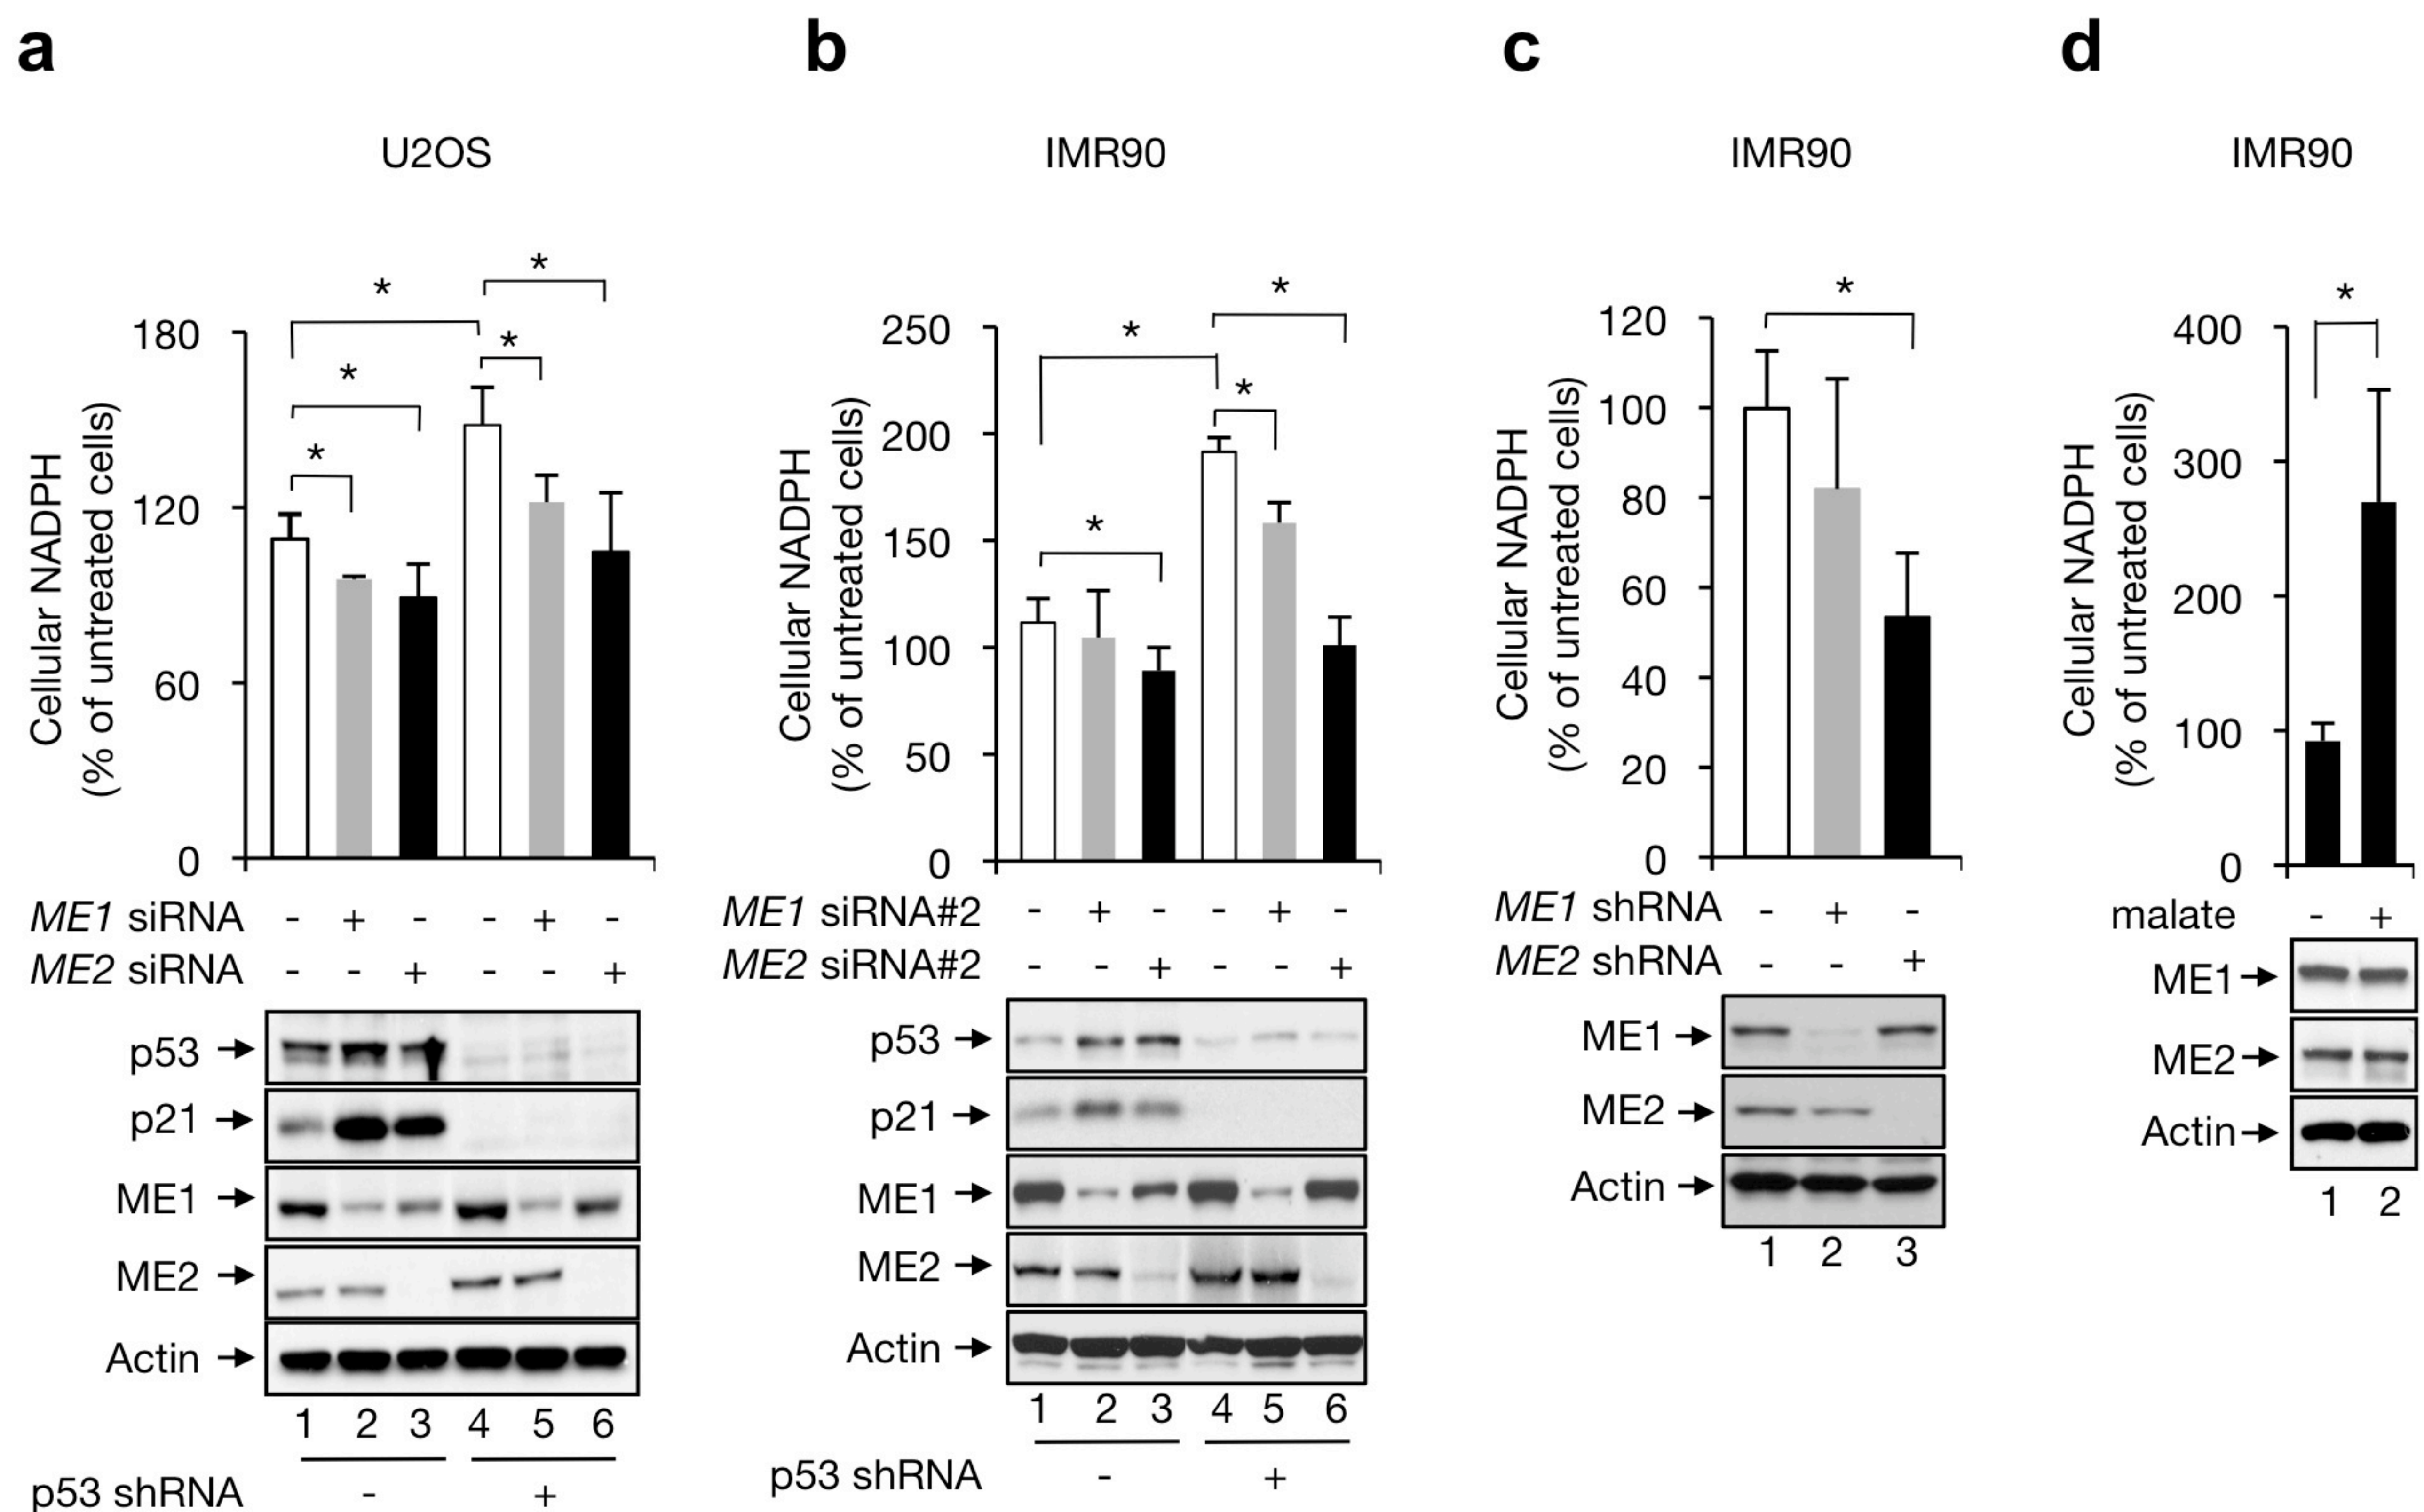 a
U2OS
* *
* *
*
Cellular NADPH
(% of untreated cells)
180
120
60
0
ME1 siRNA - + - - + -
ME2 siRNA - - + - - +
p53
p21
ME1
ME2
Actin
1 2 3 4 5 6
p53 shRNA - +
b
IMR90
* *
*
*
Cellular NADPH
(% of untreated cells)
250
200
150
100
50
0
ME1 siRNA#2 - + - - + -
ME2 siRNA#2 - - + - - +
p53
p21
ME1
ME2
Actin
1 2 3 4 5 6
p53 shRNA - +
c
IMR90
*
Cellular NADPH
(% of untreated cells)
120
100
80
60
40
20
0
ME1 shRNA - + -
ME2 shRNA - - +
ME1
ME2
Actin
1 2 3
d
IMR90
*
Cellular NADPH
(% of untreated cells)
400
300
200
100
0
malate - +
ME1
ME2
Actin
1 2